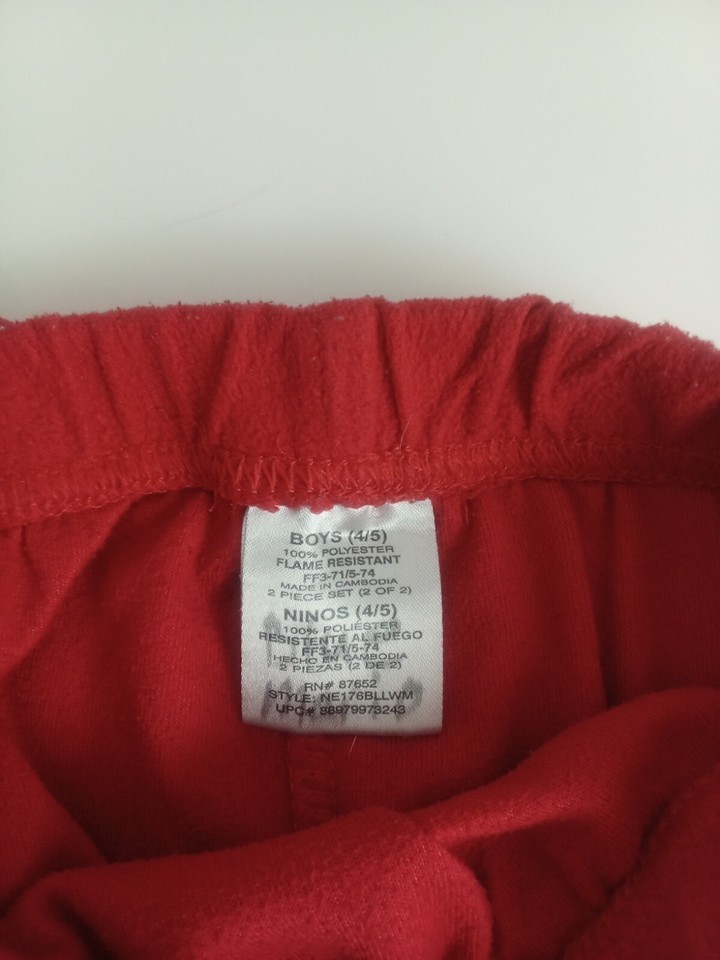 BOYS (4/5)
100% POLYESTER
FLAME RESISTANT
FF3-71/5-74
MADE IN CAMBODIA
2 PIECE SET (2 OF 2)
NINOS (4/5)
100% POLIÉSTER
RESISTENTE AL FUEGO
FF3-71/5-74
HECHO EN CAMBODIA
2 PIEZAS (2 DE 2)
RN# 87652
STYLE: NE176BLLWM
UPC# 88979973243